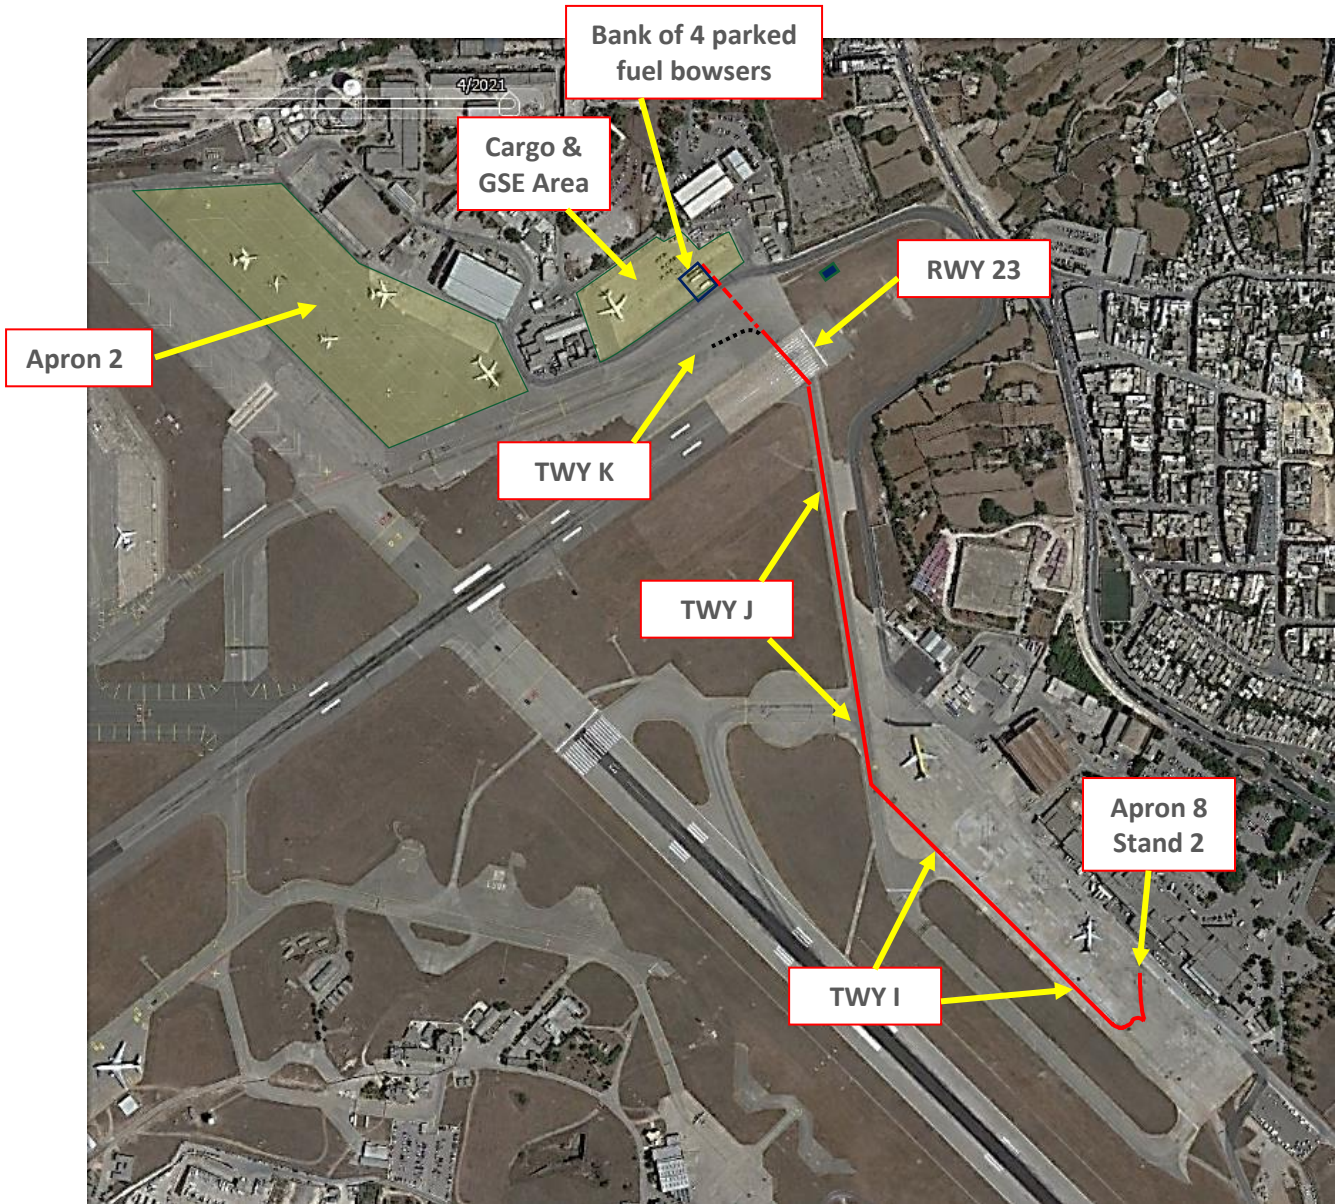 Bank of 4 parked
fuel bowsers
4/2021
Cargo &
GSE Area
RWY 23
Apron 2
TWY K
TWY J
Apron 8
Stand 2
TWY I